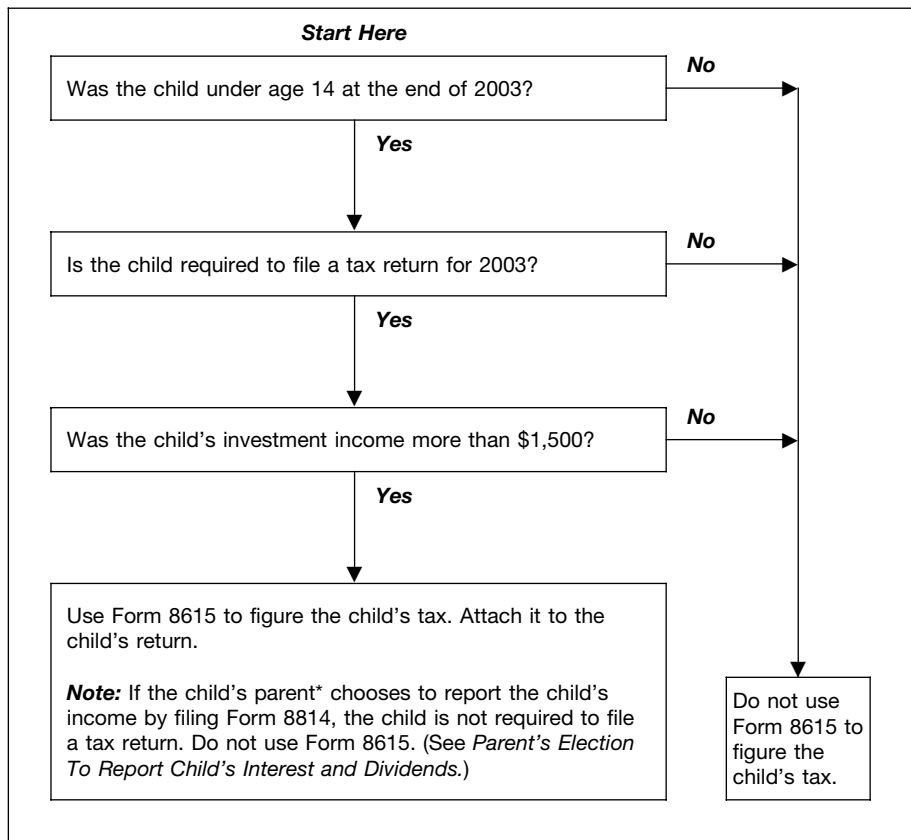 Start Here
Was the child under age 14 at the end of 2003?
No
Yes
Is the child required to file a tax return for 2003?
No
Yes
Was the child’s investment income more than $1,500?
No
Yes
Use Form 8615 to figure the child’s tax. Attach it to the
child’s return.
Note: If the child’s parent* chooses to report the child’s
income by filing Form 8814, the child is not required to file
a tax return. Do not use Form 8615. (See Parent’s Election
To Report Child’s Interest and Dividends.)
Do not use
Form 8615 to
figure the
child’s tax.